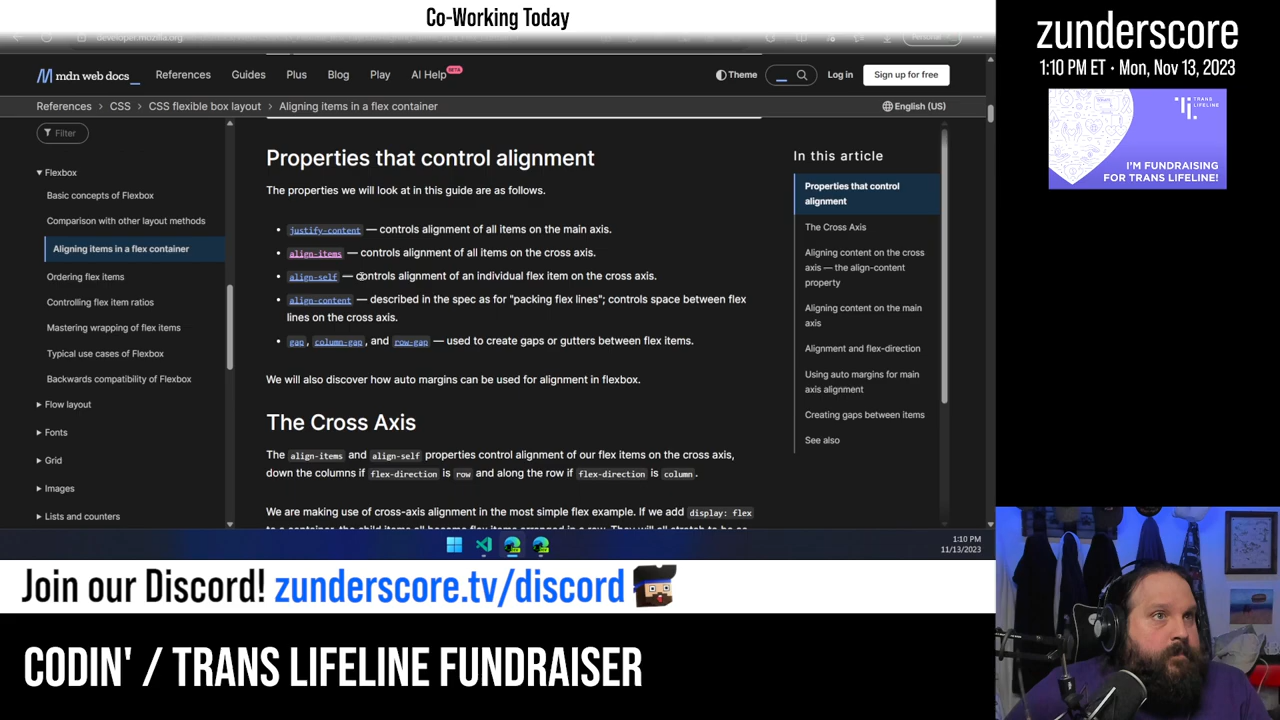 Co-Working Today
developer.mozilla.org
mdn web docs_
References
Guides
Plus
Blog
Play
AI Help BETA
Theme
Log in
Sign up for free
References > CSS > CSS flexible box layout > Aligning items in a flex container
English (US)
Filter
Flexbox
Basic concepts of Flexbox
Comparison with other layout methods
Aligning items in a flex container
Ordering flex items
Controlling flex item ratios
Mastering wrapping of flex items
Typical use cases of Flexbox
Backwards compatibility of Flexbox
Flow layout
Fonts
Grid
Images
Lists and counters
Properties that control alignment
The properties we will look at in this guide are as follows.
• justify-content — controls alignment of all items on the main axis.
• align-items — controls alignment of all items on the cross axis.
• align-self — controls alignment of an individual flex item on the cross axis.
• align-content — described in the spec as for "packing flex lines"; controls space between flex
lines on the cross axis.
• gap, column-gap, and row-gap — used to create gaps or gutters between flex items.
We will also discover how auto margins can be used for alignment in flexbox.
The Cross Axis
The align-items and align-self properties control alignment of our flex items on the cross axis,
down the columns if flex-direction is row and along the row if flex-direction is column.
We are making use of cross-axis alignment in the most simple flex example. If we add display: flex
In this article
Properties that control
alignment
The Cross Axis
Aligning content on the cross
axis — the align-content
property
Aligning content on the main
axis
Alignment and flex-direction
Using auto margins for main
axis alignment
Creating gaps between items
See also
1:10 PM
11/13/2023
zunderscore
1:10 PM ET • Mon, Nov 13, 2023
TRANS
LIFELINE
I'M FUNDRAISING
FOR TRANS LIFELINE!
Join our Discord! zunderscore.tv/discord
CODIN' / TRANS LIFELINE FUNDRAISER